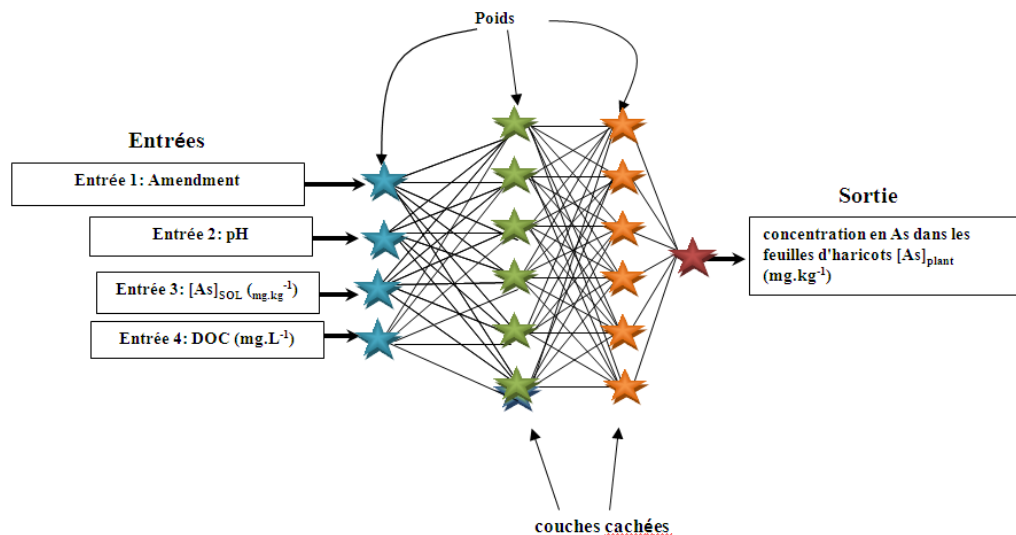 Poids
Entrées
Entrée 1: Amendment
Entrée 2: pH
Entrée 3: [As]SOL (mg.kg-1)
Entrée 4: DOC (mg.L-1)
Sortie
concentration en As dans les
feuilles d'haricots [As]plant
(mg.kg-1)
couches cachées